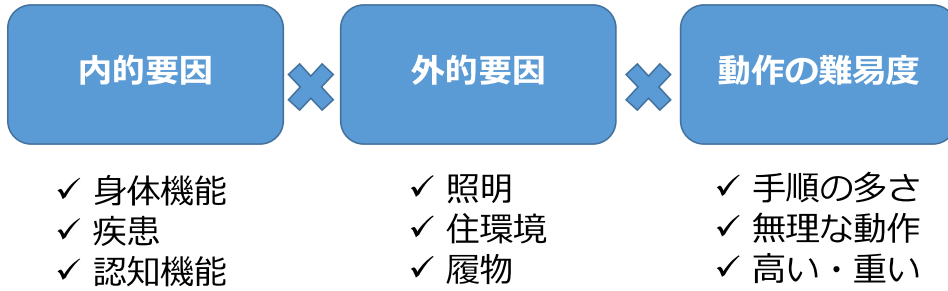 内的要因
外的要因
動作の難易度
✓ 身体機能
✓ 疾患
✓ 認知機能
✓ 照明
✓ 住環境
✓ 履物
✓ 手順の多さ
✓ 無理な動作
✓ 高い・重い